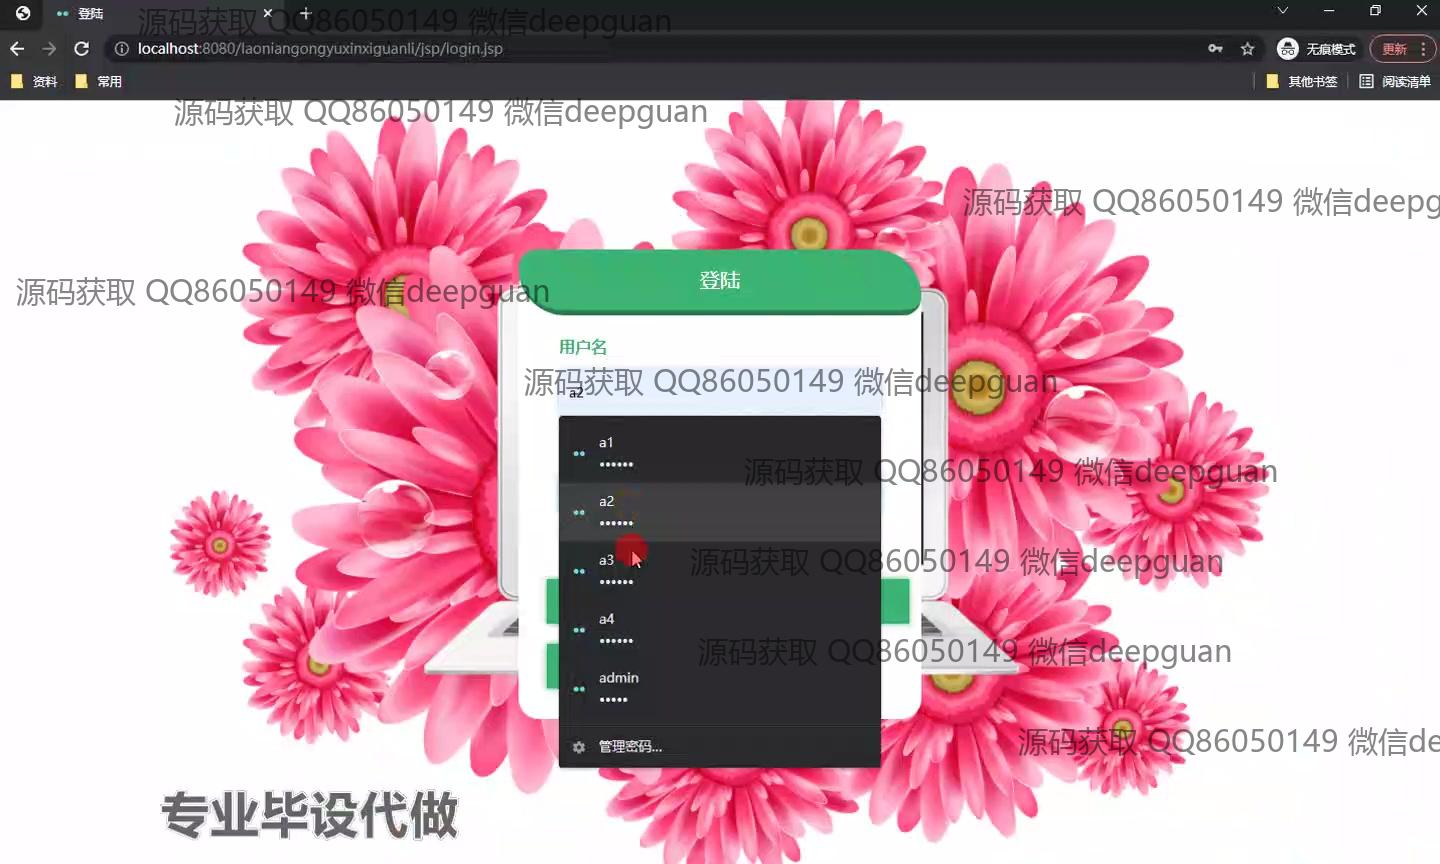 登陆
localhost:8080/laoniangongyuxinxiguanli/jsp/login.jsp
无痕模式
更新
资料
常用
其他书签
阅读清单
源码获取 QQ86050149 微信deepguan
源码获取 QQ86050149 微信deepguan
源码获取 QQ86050149 微信deepg
登陆
源码获取 QQ86050149 微信deepguan
用户名
源码获取 QQ86050149 微信deepguan
a2
a1
••••••
源码获取 QQ86050149 微信deepguan
a2
••••••
a3
••••••
源码获取 QQ86050149 微信deepguan
a4
••••••
源码获取 QQ86050149 微信deepguan
admin
•••••
管理密码...
源码获取 QQ86050149 微信de
专业毕设代做